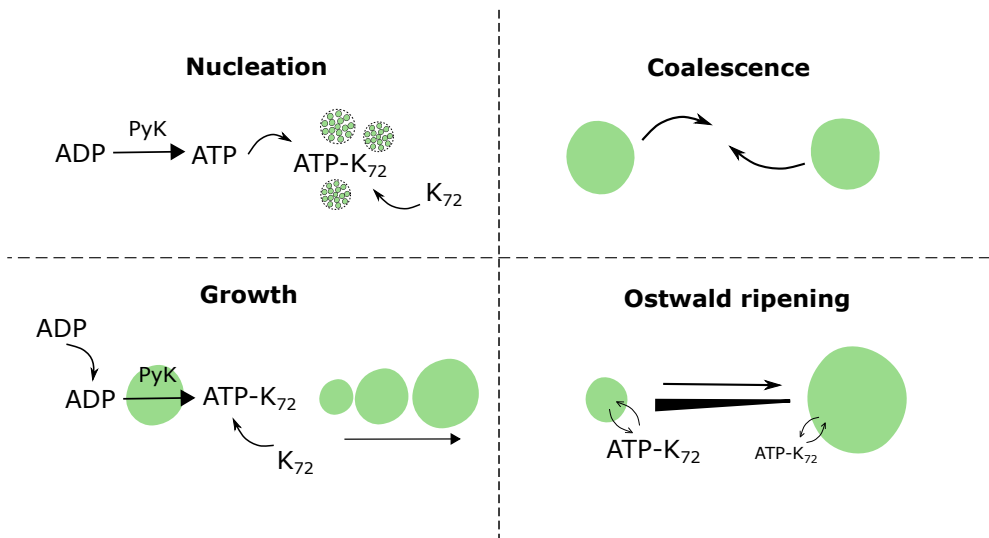 Nucleation
PyK
ADP
ATP
ATP-K₇₂
K₇₂
Coalescence
Growth
ADP
ADP
PyK
ATP-K₇₂
K₇₂
Ostwald ripening
ATP-K₇₂
ATP-K₇₂